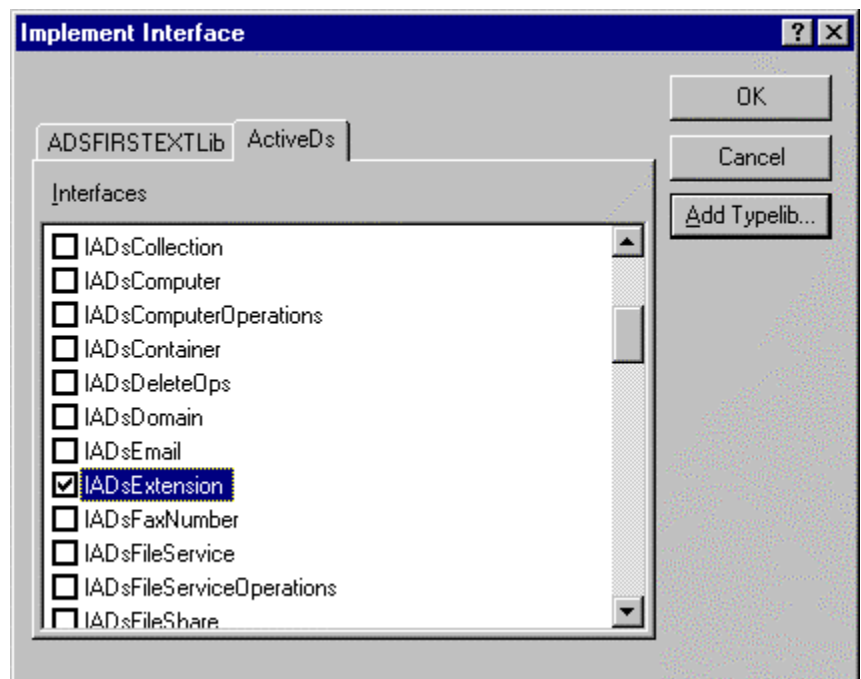 Implement Interface
OK
ADSFIRSTEXTLib ActiveDs
Cancel
Interfaces
Add Typelib...
IADsCollection
IADsComputer
IADsComputerOperations
IADsContainer
IADsDeleteOps
IADsDomain
IADsEmail
IADsExtension
IADsFaxNumber
IADsFileService
IADsFileServiceOperations
IADsFileShare